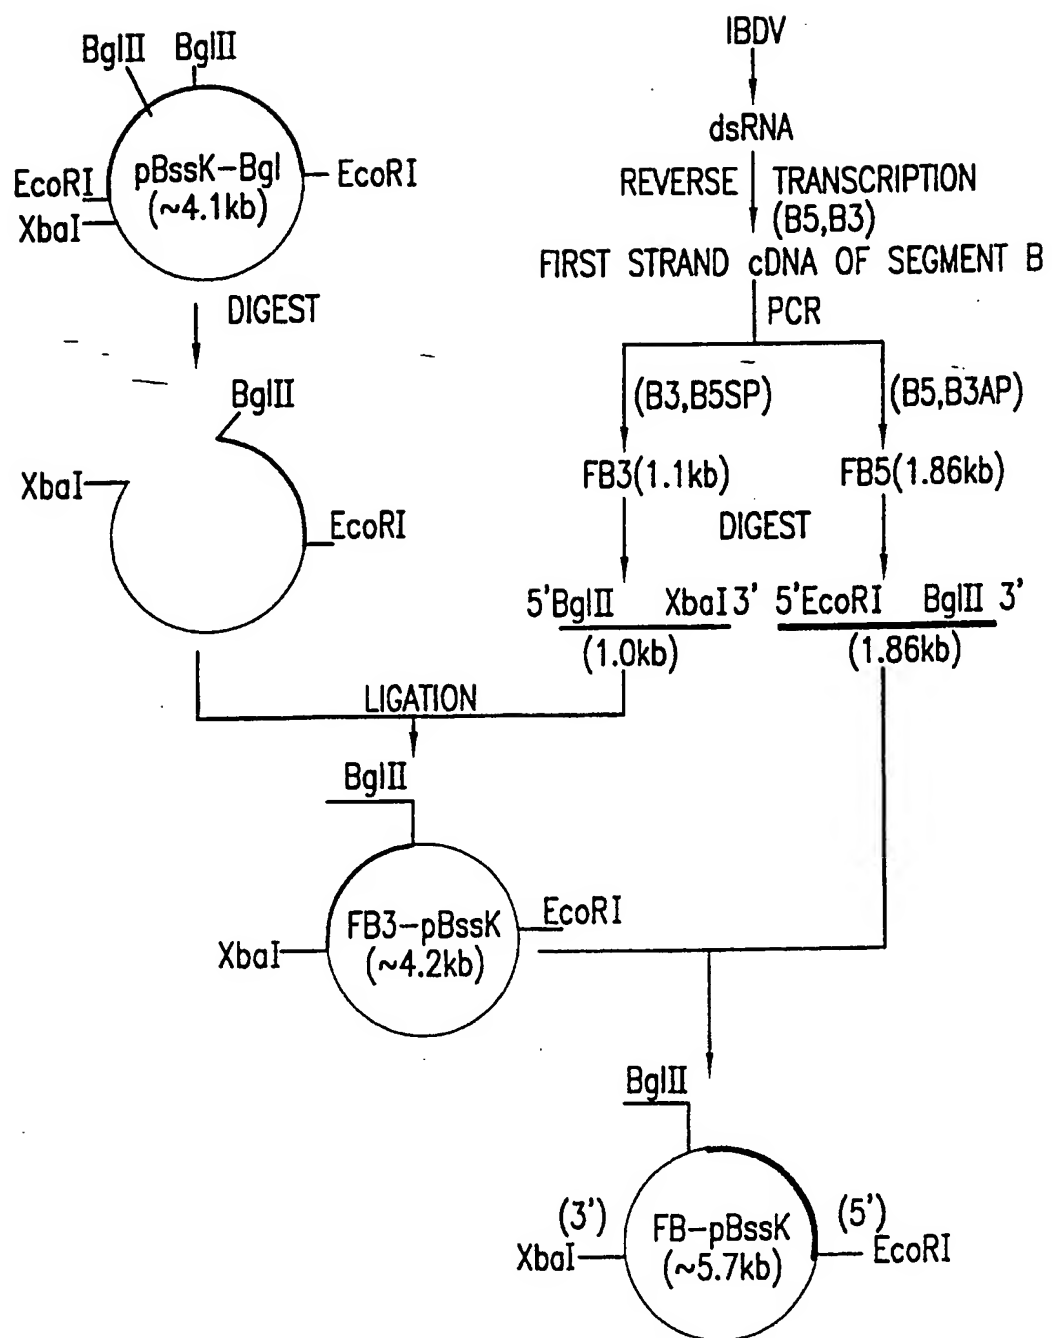 BglII BglII
pBssK-Bgl
(~4.1kb)
EcoRI
EcoRI
XbaI
DIGEST
BglII
XbaI
EcoRI
IBDV
dsRNA
REVERSE TRANSCRIPTION
(B5,B3)
FIRST STRAND cDNA OF SEGMENT B
PCR
(B3,B5SP)
(B5,B3AP)
FB3(1.1kb)
FB5(1.86kb)
DIGEST
5'BglII XbaI3'
(1.0kb)
5'EcoRI BglII 3'
(1.86kb)
LIGATION
BglII
FB3-pBssK
(~4.2kb)
EcoRI
XbaI
BglII
(3')
XbaI
FB-pBssK
(~5.7kb)
(5')
EcoRI